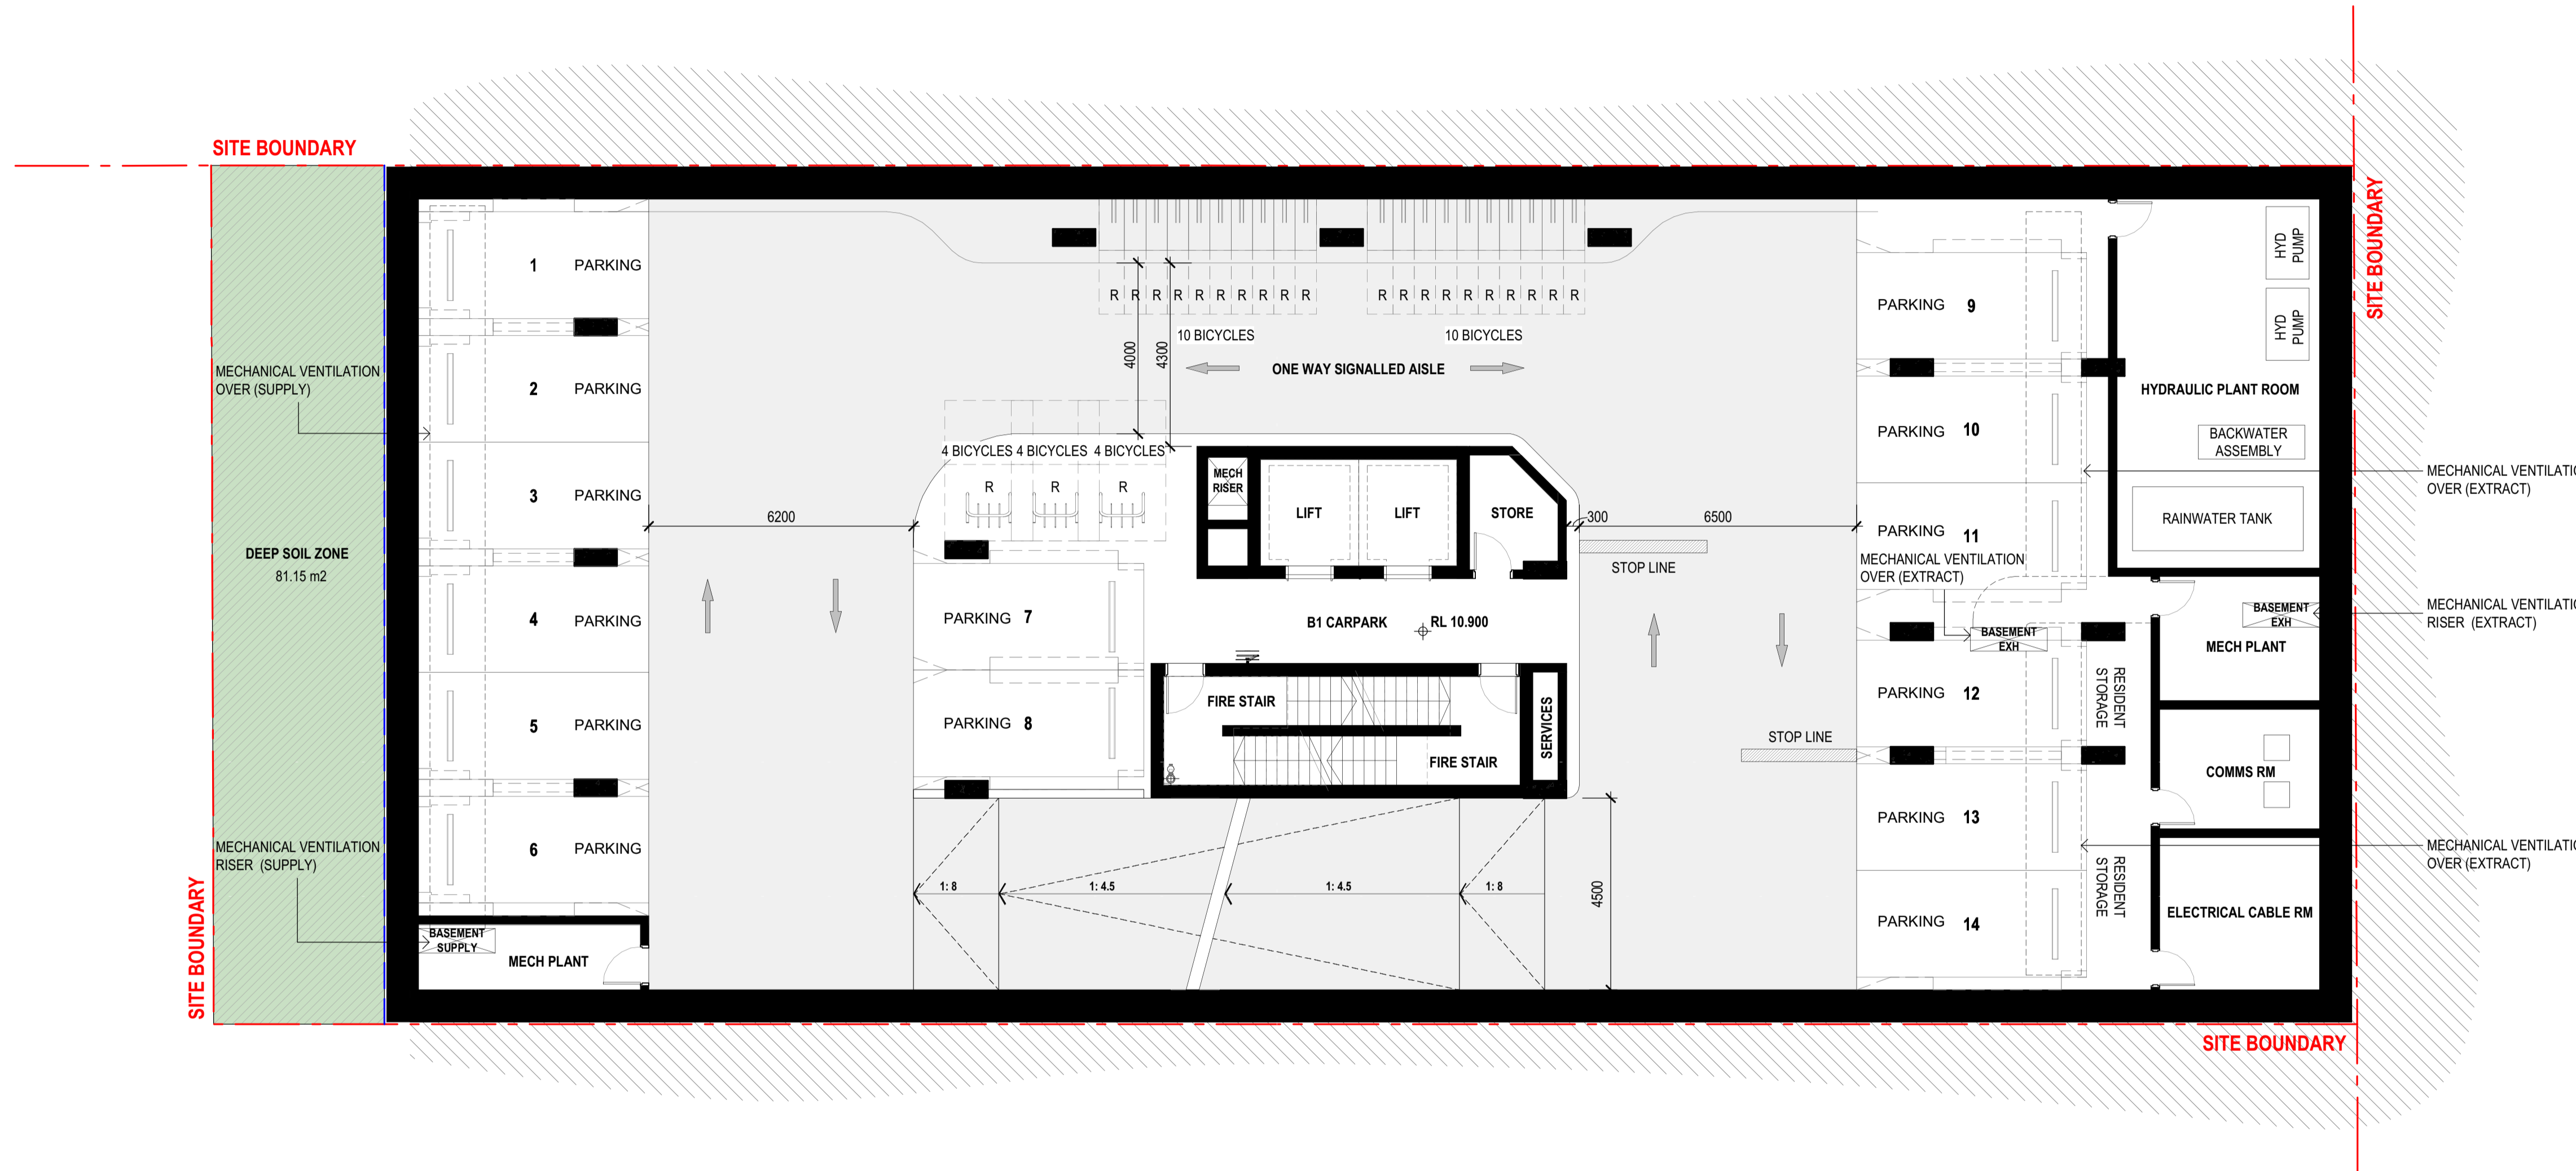 SITE BOUNDARY
SITE BOUNDARY
SITE BOUNDARY
SITE BOUNDARY
DEEP SOIL ZONE
81.15 m2
MECHANICAL VENTILATION
OVER (SUPPLY)
MECHANICAL VENTILATION
RISER (SUPPLY)
1 PARKING
2 PARKING
3 PARKING
4 PARKING
5 PARKING
6 PARKING
BASEMENT
SUPPLY
MECH PLANT
6200
R R R R R R R R R R
R R R R R R R R R R
10 BICYCLES
10 BICYCLES
4000
4300
ONE WAY SIGNALLED AISLE
4 BICYCLES 4 BICYCLES 4 BICYCLES
R R R
MECH
RISER
LIFT
LIFT
STORE
300
6500
STOP LINE
PARKING 7
PARKING 8
B1 CARPARK
RL 10.900
FIRE STAIR
FIRE STAIR
SERVICES
STOP LINE
1: 8
1: 4.5
1: 4.5
1: 8
4500
PARKING 9
PARKING 10
PARKING 11
MECHANICAL VENTILATION
OVER (EXTRACT)
BASEMENT
EXH
PARKING 12
PARKING 13
PARKING 14
RESIDENT
STORAGE
RESIDENT
STORAGE
HYD
PUMP
HYD
PUMP
HYDRAULIC PLANT ROOM
BACKWATER
ASSEMBLY
RAINWATER TANK
BASEMENT
EXH
MECH PLANT
COMMS RM
ELECTRICAL CABLE RM
MECHANICAL VENTILATIO
OVER (EXTRACT)
MECHANICAL VENTILATIO
RISER (EXTRACT)
MECHANICAL VENTILATIO
OVER (EXTRACT)